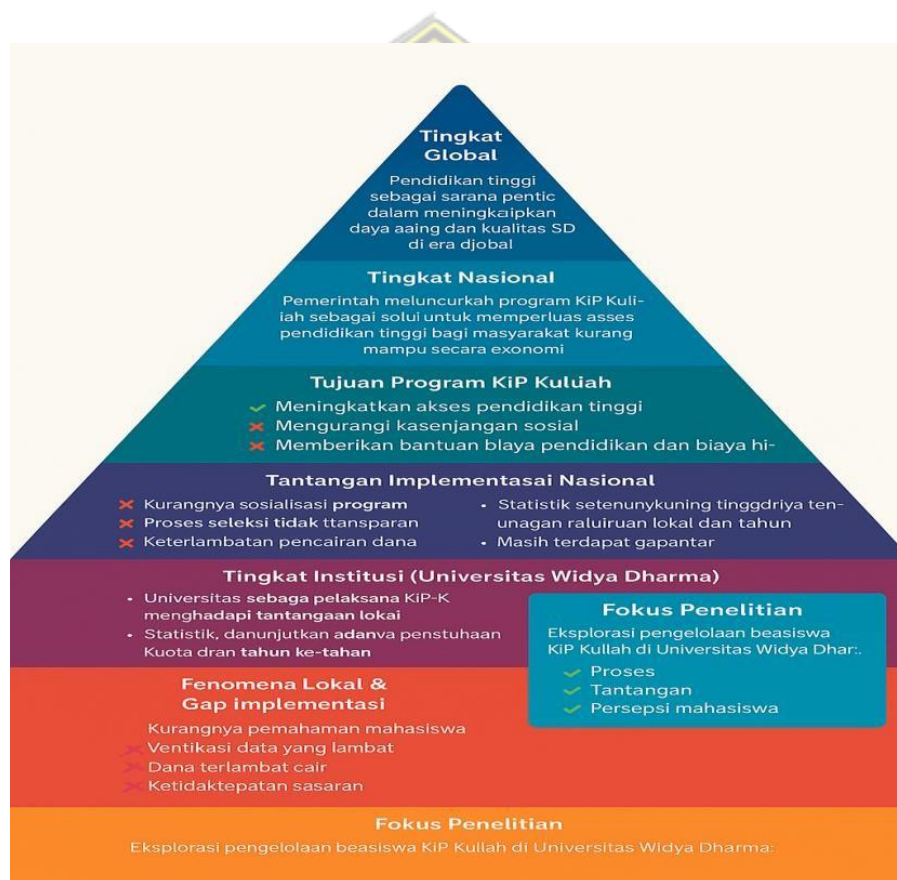 Tingkat
Global
Pendidikan tinggi
sebagai sarana pentic
dalam meningkaipkan
daya aaing dan kualitas SD
di era djobal
Tingkat Nasional
Pemerintah meluncurkah program KiP Kuli-
iah sebagai solui untuk memperluas asses
pendidikan tinggi bagi masyarakat kurang
mampu secara exonomi
Tujuan Program KiP Kulüah
Meningkatkan akses pendidikan tinggi
Mengurangi kasenjangan sosial
Memberikan bantuan blaya pendidikan dan biaya hi-
Tantangan Implementasai Nasional
Kurangnya sosialisasi program
Proses seleksi tidak ttansparan
Keterlambatan pencairan dana
• Statistik setenunykuning tinggdriya ten-
unagan raluiruan lokal dan tahun
• Masih terdapat gapantar
Tingkat Institusi (Universitas Widya Dharma)
• Universitas sebaga pelaksana KiP-K
menghadapi tantangaan lokai
• Statistik, danunjutkan adanva penstuhaan
Kuota dran tahun ke-tahan
Fokus Penelitian
Eksplorasi pengelolaan beasiswa
KiP Kullah di Universitas Widya Dhar:.
Proses
Tantangan
Persepsi mahasiswa
Fenomena Lokal &
Gap implementasi
Kurangnya pemahaman mahasiswa
Ventikasi data yang lambat
Dana terlambat cair
Ketidaktepatan sasaran
Fokus Penelitian
Eksplorasi pengelolaan beasiswa KiP Kullah di Universitas Widya Dharma: